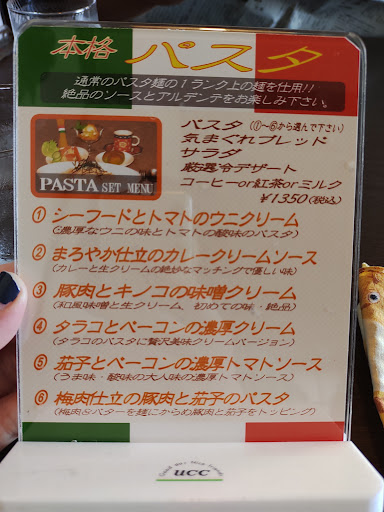 本格 パスタ
通常のパスタ麺の1ランク上の麺を仕用!!
絶品のソースとアルデンテをお楽しみ下さい。
パスタ (①~⑥から選んで下さい)
気まぐれブレッド
サラダ
厳選冷デザート
コーヒーor紅茶orミルク
¥1350(税込)
PASTA SET MENU
① シーフードとトマトのウニクリーム
(濃厚なウニの味とトマトの酸味のパスタ)
② まろやか仕立のカレークリームソース
(カレーと生クリームの絶妙なマッチングで優しい味)
③ 豚肉とキノコの味噌クリーム
(和風味噌と生クリーム、初めての味・絶品)
④ タラコとベーコンの濃厚クリーム
(タラコのパスタに贅沢美味クリームバージョン)
⑤ 茄子とベーコンの濃厚トマトソース
(うま味・酸味の大人味の濃厚トマトソース)
⑥ 梅肉仕立の豚肉と茄子のパスタ
(梅肉&バターを麺にからめ豚肉と茄子をトッピング)
Good Coffee Smile
ucc